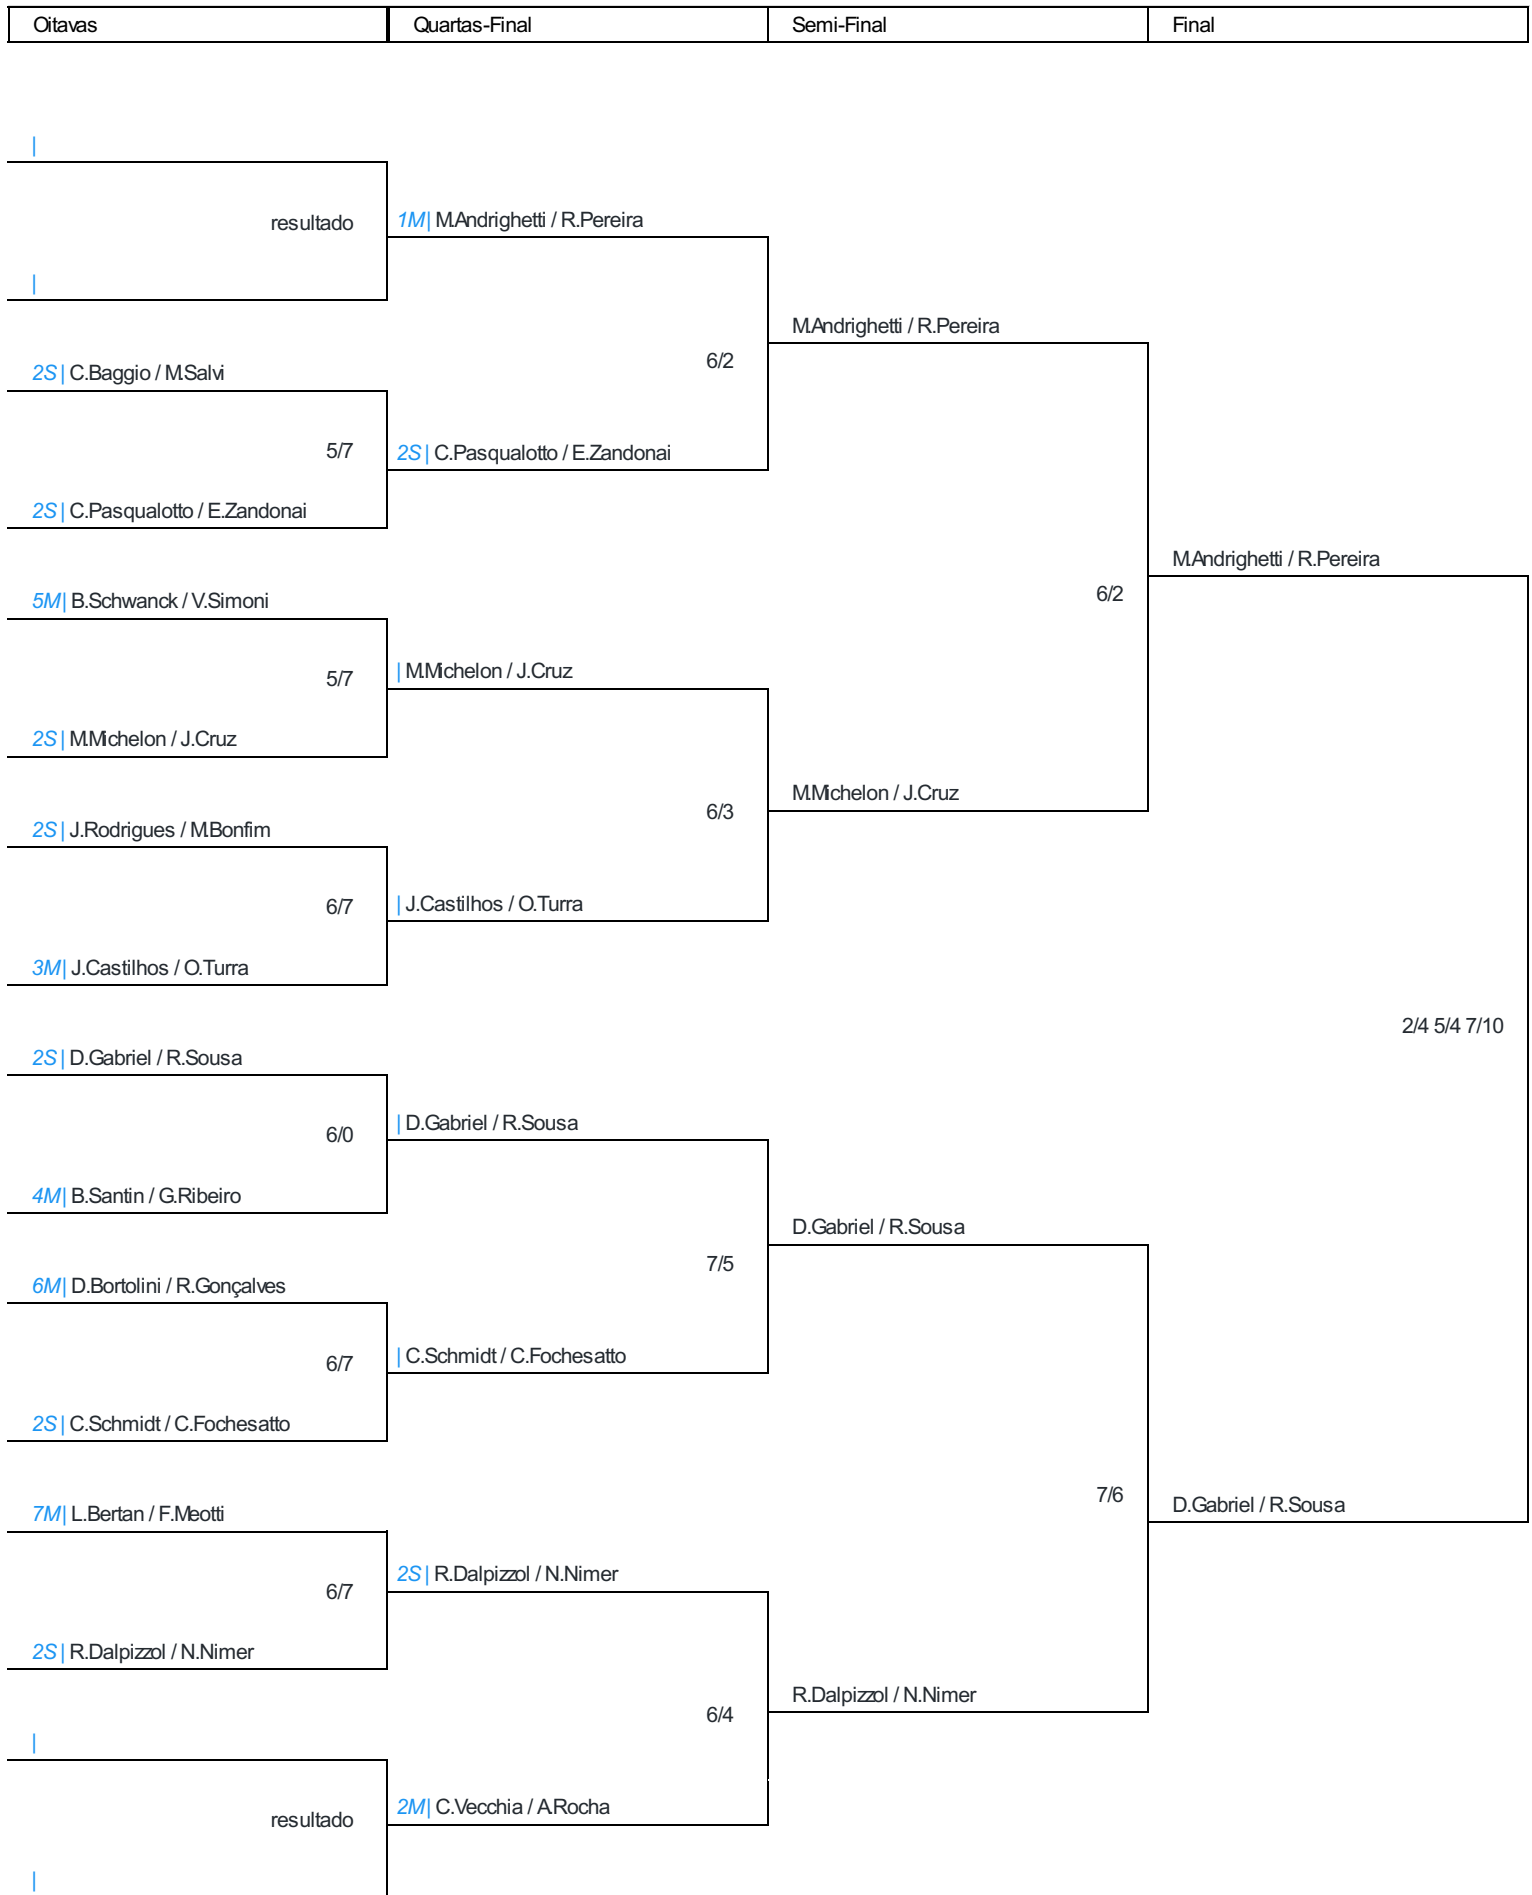 Oitavas Quartas-Final Semi-Final Final
|
resultado
1M| M.Andrighetti / R.Pereira
|
M.Andrighetti / R.Pereira
6/2
2S| C.Baggio / M.Salvi
5/7
2S| C.Pasqualotto / E.Zandonai
2S| C.Pasqualotto / E.Zandonai
M.Andrighetti / R.Pereira
6/2
5M| B.Schwanck / V.Simoni
5/7
| M.Michelon / J.Cruz
2S| M.Michelon / J.Cruz
M.Michelon / J.Cruz
6/3
2S| J.Rodrigues / M.Bonfim
6/7
| J.Castilhos / O.Turra
3M| J.Castilhos / O.Turra
2/4 5/4 7/10
2S| D.Gabriel / R.Sousa
6/0
| D.Gabriel / R.Sousa
4M| B.Santin / G.Ribeiro
D.Gabriel / R.Sousa
7/5
6M| D.Bortolini / R.Gonçalves
6/7
| C.Schmidt / C.Fochesatto
2S| C.Schmidt / C.Fochesatto
7/6
D.Gabriel / R.Sousa
7M| L.Bertan / F.Meotti
6/7
2S| R.Dalpizzol / N.Nimer
2S| R.Dalpizzol / N.Nimer
R.Dalpizzol / N.Nimer
6/4
|
resultado
2M| C.Vecchia / A.Rocha
|